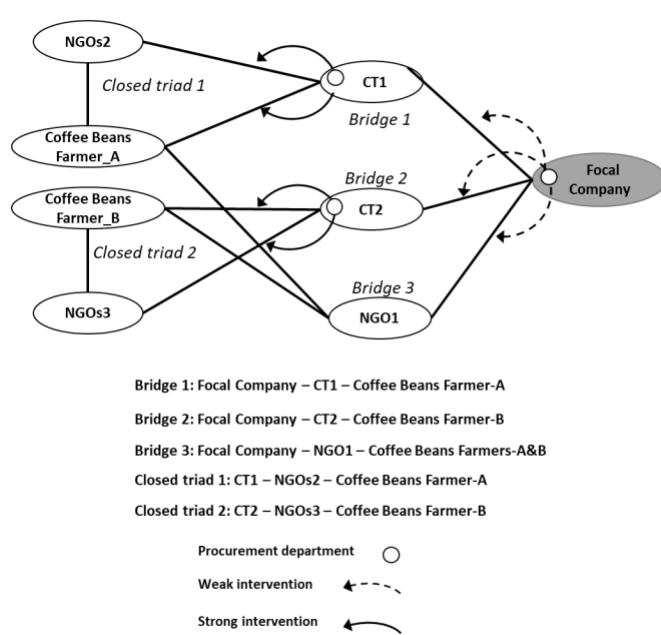 NGOs2
Closed triad 1
CT1
Coffee Beans
Farmer_A
Bridge 1
Focal
Company
Bridge 2
Coffee Beans
Farmer_B
CT2
Closed triad 2
Bridge 3
NGOs3
NGO1
Bridge 1: Focal Company – CT1 – Coffee Beans Farmer-A
Bridge 2: Focal Company – CT2 – Coffee Beans Farmer-B
Bridge 3: Focal Company – NGO1 – Coffee Beans Farmers-A&B
Closed triad 1: CT1 – NGOs2 – Coffee Beans Farmer-A
Closed triad 2: CT2 – NGOs3 – Coffee Beans Farmer-B
Procurement department
Weak intervention
Strong intervention